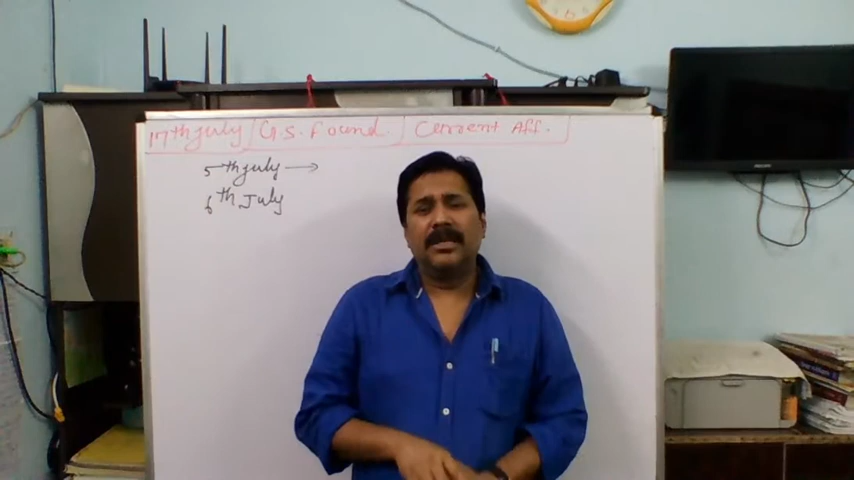 17th July | G.S. Found. | Current Aff.
5th July →
6th July